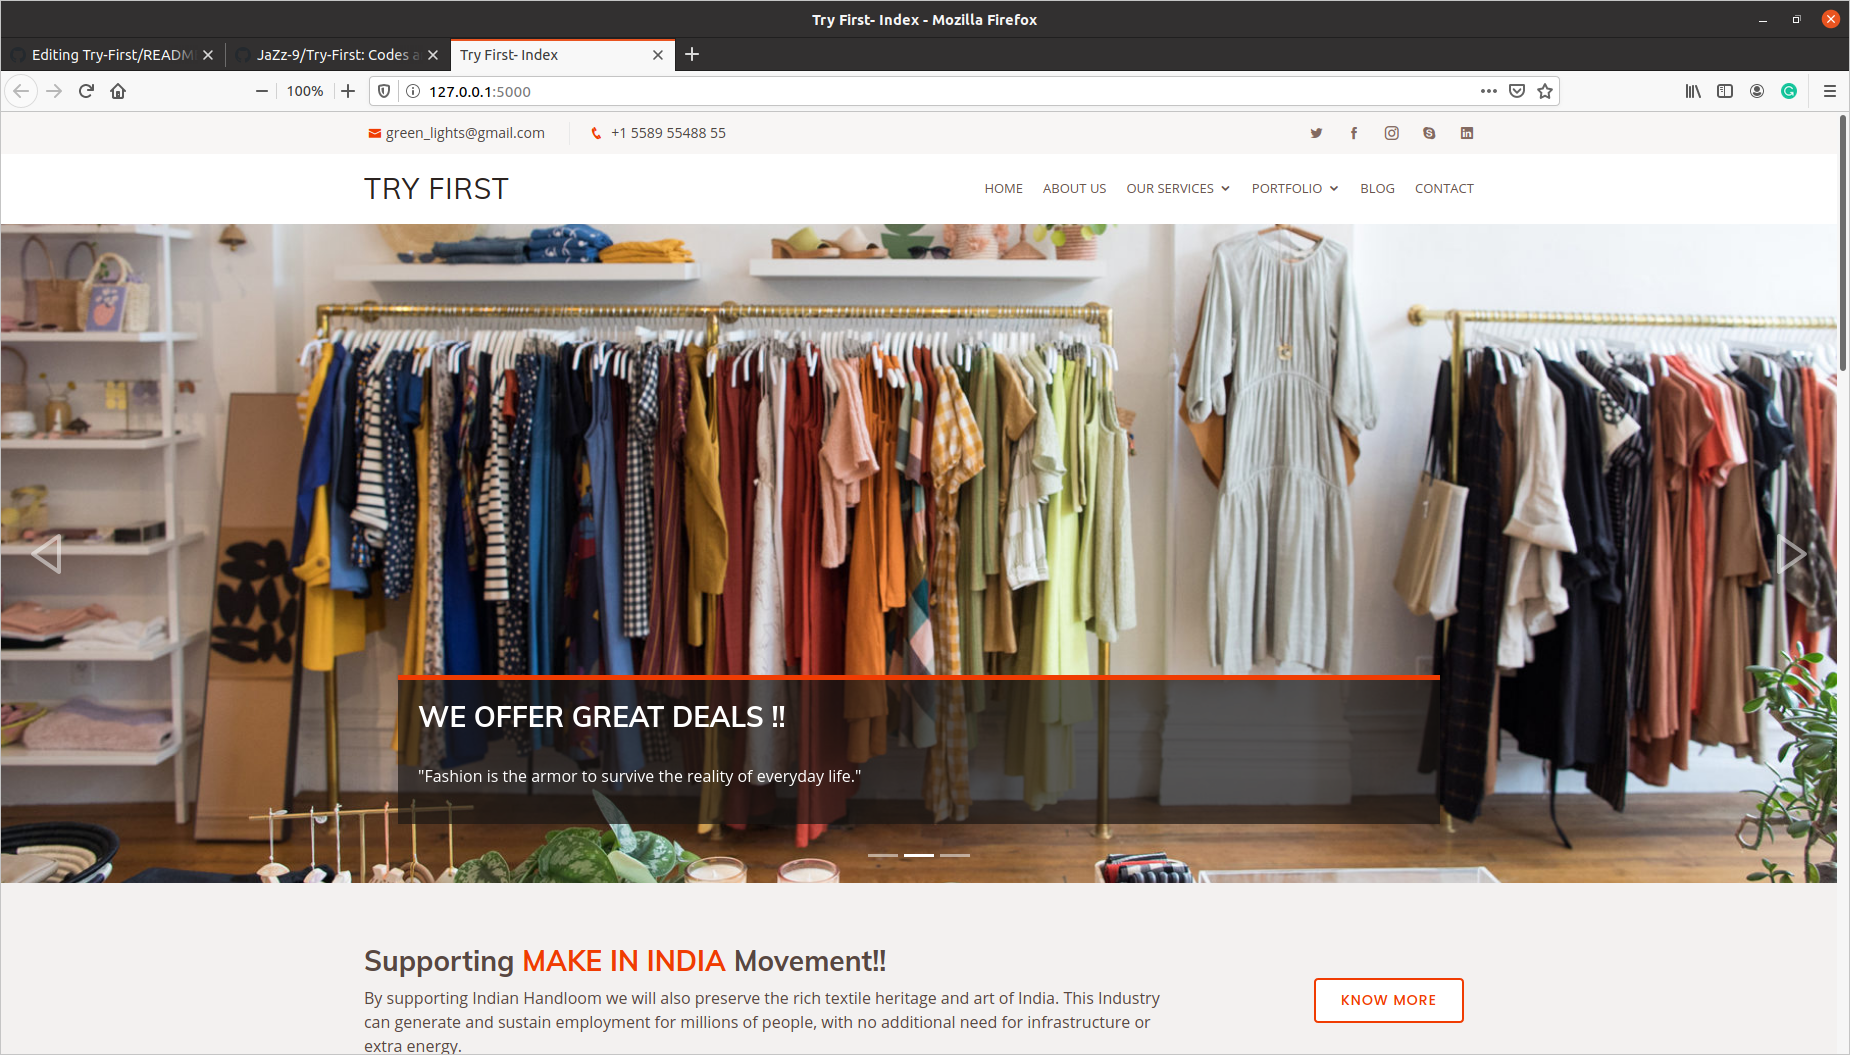 Try First- Index - Mozilla Firefox
Editing Try-First/READM
JaZz-9/Try-First: Codes a
Try First- Index
100%
127.0.0.1:5000
green_lights@gmail.com
+1 5589 55488 55
TRY FIRST
HOME
ABOUT US
OUR SERVICES
PORTFOLIO
BLOG
CONTACT
WE OFFER GREAT DEALS !!
"Fashion is the armor to survive the reality of everyday life."
Supporting MAKE IN INDIA Movement!!
By supporting Indian Handloom we will also preserve the rich textile heritage and art of India. This Industry
can generate and sustain employment for millions of people, with no additional need for infrastructure or
extra energy.
KNOW MORE